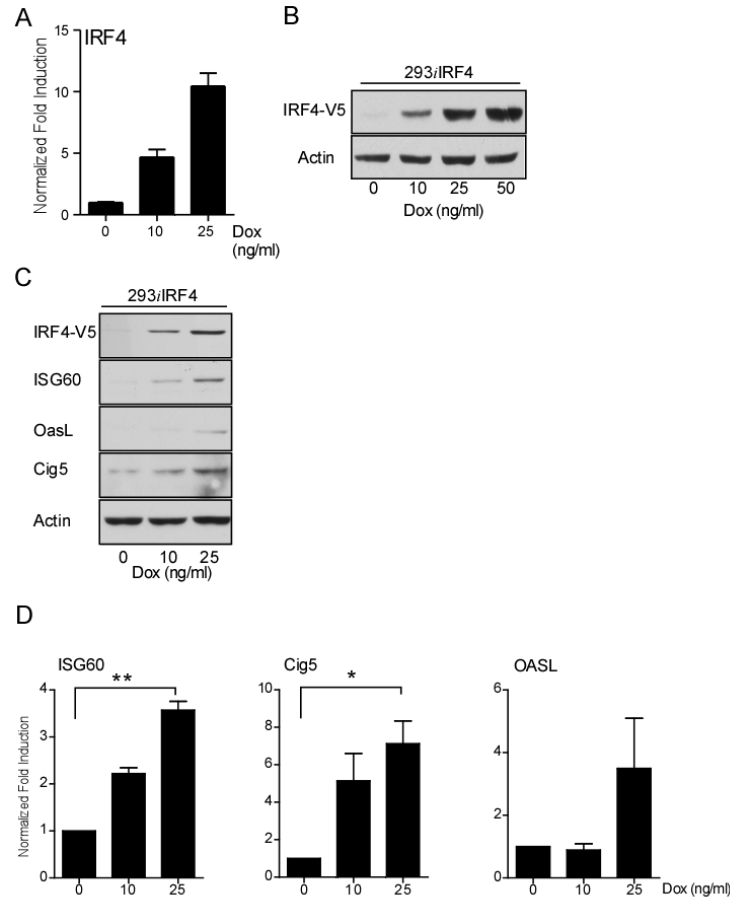 A
IRF4
Normalized Fold Induction
15
10
5
0
0 10 25 Dox
(ng/ml)
B
293iIRF4
IRF4-V5
Actin
0 10 25 50
Dox (ng/ml)
C
293iIRF4
IRF4-V5
ISG60
OasL
Cig5
Actin
0 10 25
Dox (ng/ml)
D
ISG60
Normalized Fold Induction
4
3
2
1
0
**
0 10 25
Cig5
10
8
6
4
2
0
*
0 10 25
OASL
6
4
2
0
0 10 25 Dox (ng/ml)